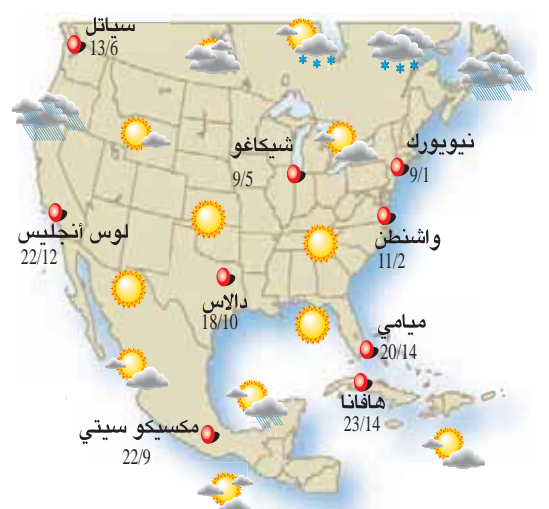 سياتل
13/6
نيويورك
9/1
شيكاغو
9/5
واشنطن
11/2
لوس أنجليس
22/12
دالاس
18/10
ميامي
20/14
هافانا
23/14
مكسيكو سيتي
22/9